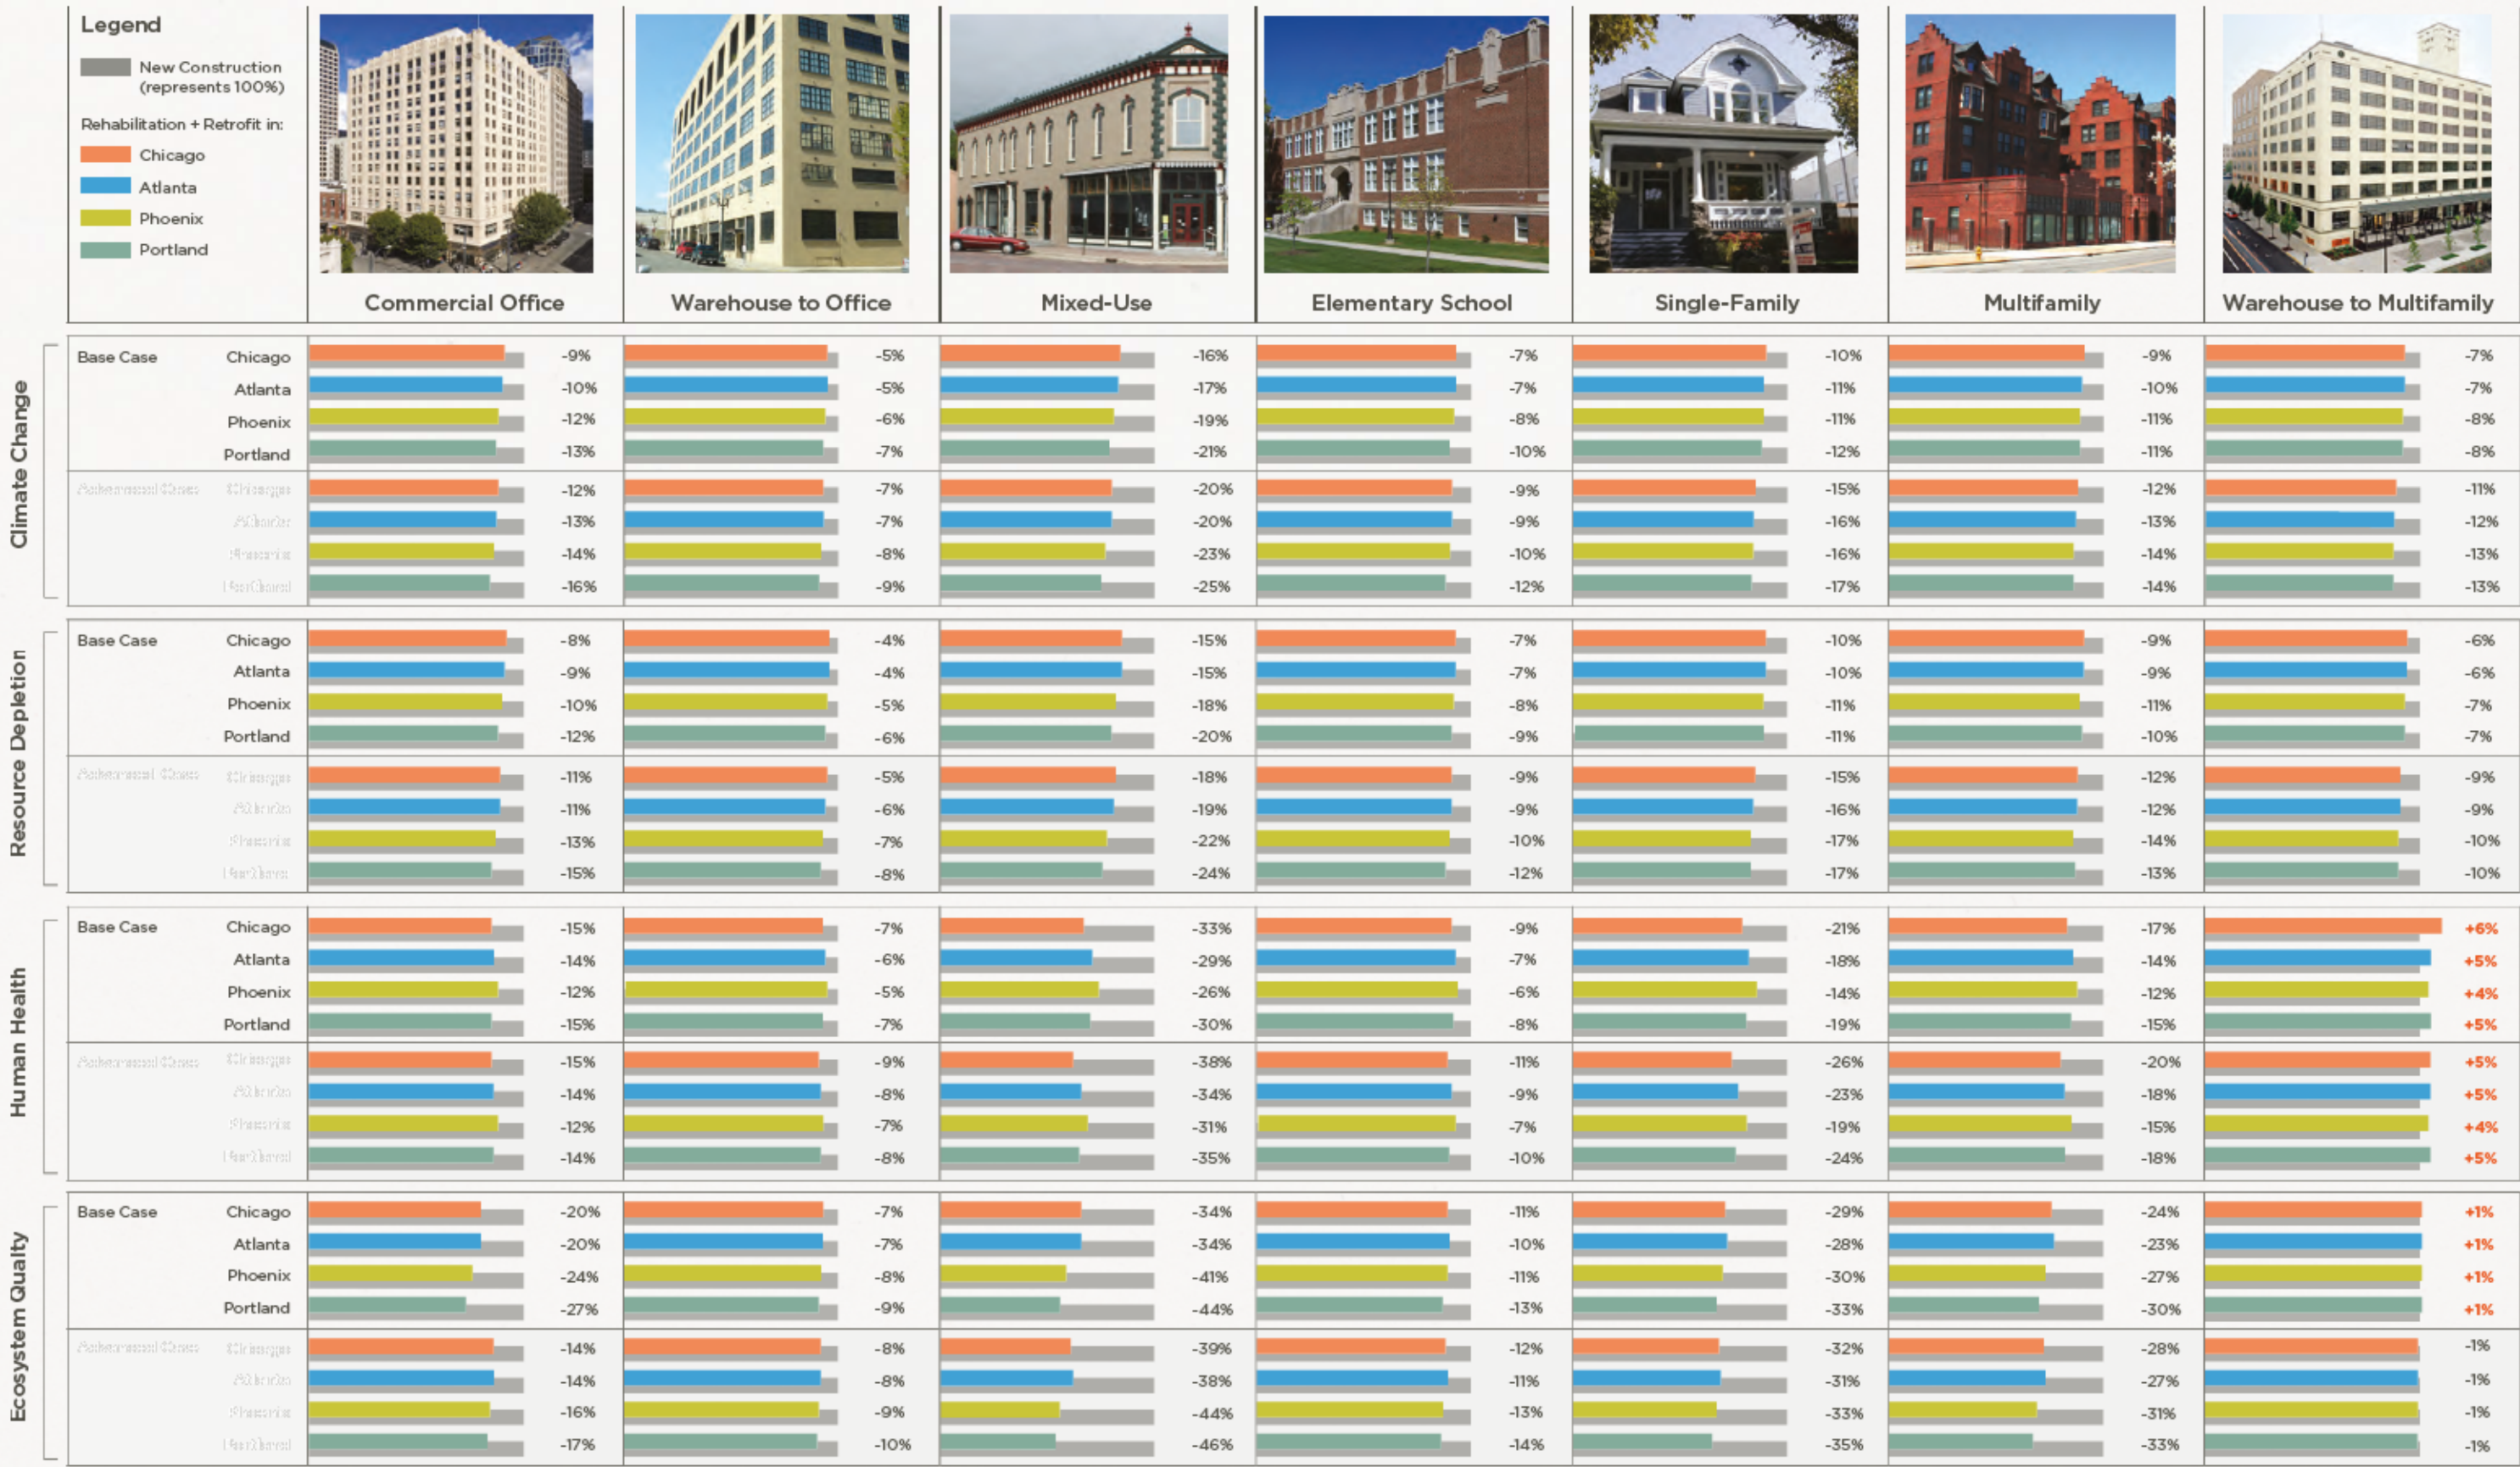 Legend
New Construction
(represents 100%)
Rehabilitation + Retrofit in:
Chicago
Atlanta
Phoenix
Portland
Commercial Office Warehouse to Office Mixed-Use Elementary School Single-Family Multifamily Warehouse to Multifamily
Climate Change
Base Case Chicago -9% -5% -16% -7% -10% -9% -7%
Atlanta -10% -5% -17% -7% -11% -10% -7%
Phoenix -12% -6% -19% -8% -11% -11% -8%
Portland -13% -7% -21% -10% -12% -11% -8%
-12% -7% -20% -9% -15% -12% -11%
-13% -7% -20% -9% -16% -13% -12%
-14% -8% -23% -10% -16% -14% -13%
-16% -9% -25% -12% -17% -14% -13%
Resource Depletion
Base Case Chicago -8% -4% -15% -7% -10% -9% -6%
Atlanta -9% -4% -15% -7% -10% -9% -6%
Phoenix -10% -5% -18% -8% -11% -11% -7%
Portland -12% -6% -20% -9% -11% -10% -7%
-11% -5% -18% -9% -15% -12% -9%
-11% -6% -19% -9% -16% -12% -9%
-13% -7% -22% -10% -17% -14% -10%
-15% -8% -24% -12% -17% -13% -10%
Human Health
Base Case Chicago -15% -7% -33% -9% -21% -17% +6%
Atlanta -14% -6% -29% -7% -18% -14% +5%
Phoenix -12% -5% -26% -6% -14% -12% +4%
Portland -15% -7% -30% -8% -19% -15% +5%
-15% -9% -38% -11% -26% -20% +5%
-14% -8% -34% -9% -23% -18% +5%
-12% -7% -31% -7% -19% -15% +4%
-14% -8% -35% -10% -24% -18% +5%
Ecosystem Qualty
Base Case Chicago -20% -7% -34% -11% -29% -24% +1%
Atlanta -20% -7% -34% -10% -28% -23% +1%
Phoenix -24% -8% -41% -11% -30% -27% +1%
Portland -27% -9% -44% -13% -33% -30% +1%
-14% -8% -39% -12% -32% -28% -1%
-14% -8% -38% -11% -31% -27% -1%
-16% -9% -44% -13% -33% -31% -1%
-17% -10% -46% -14% -35% -33% -1%